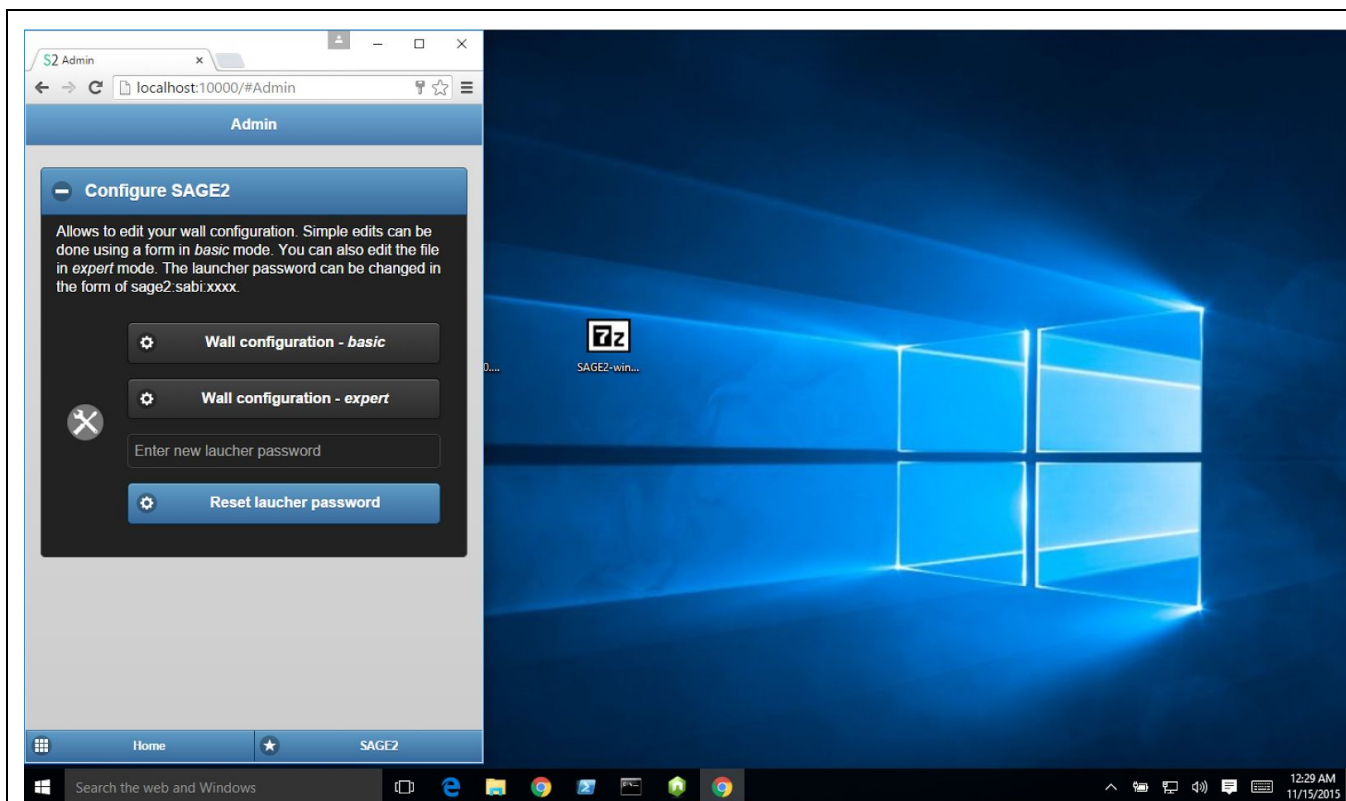 S2 Admin
localhost:10000/#Admin
Admin
Configure SAGE2
Allows to edit your wall configuration. Simple edits can be
done using a form in basic mode. You can also edit the file
in expert mode. The launcher password can be changed in
the form of sage2:sabi:xxxx.
Wall configuration - basic
Wall configuration - expert
Enter new laucher password
Reset laucher password
Home
SAGE2
0....
7z
SAGE2-win...
Search the web and Windows
12:29 AM
11/15/2015